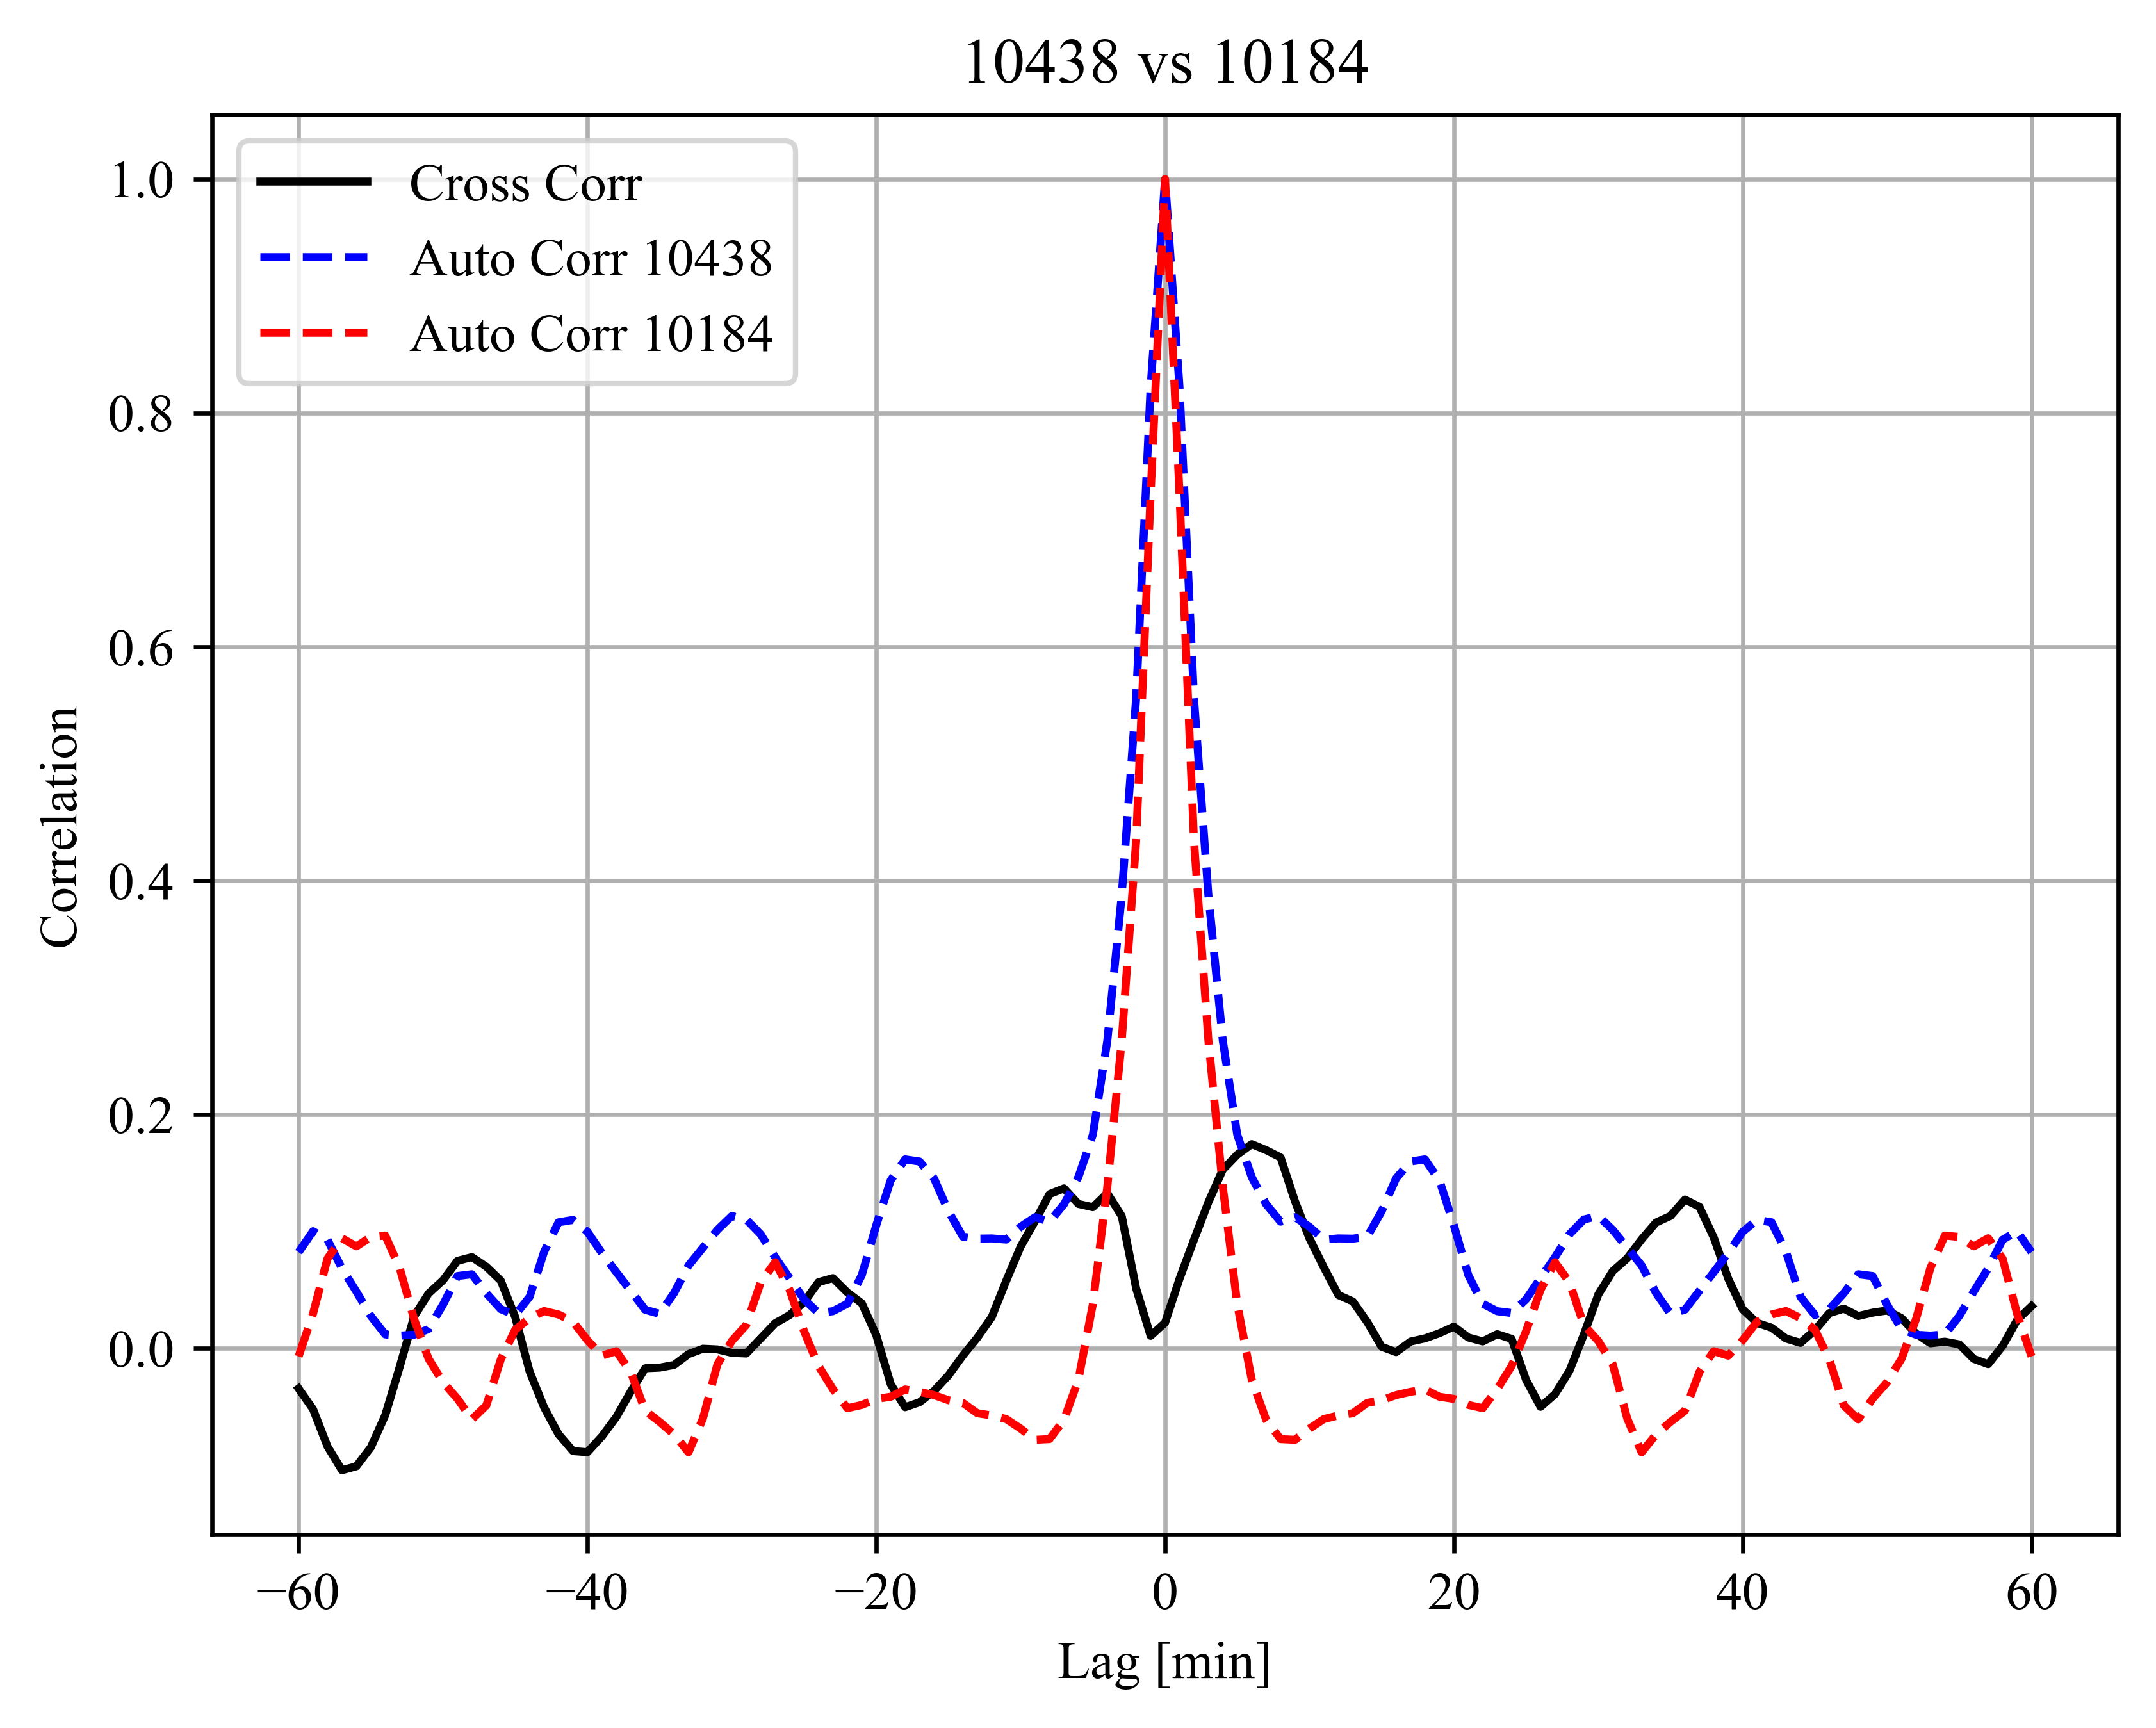 10438 vs 10184
Cross Corr
Auto Corr 10438
Auto Corr 10184
1.0
0.8
0.6
0.4
0.2
0.0
Correlation
−60 −40 −20 0 20 40 60
Lag [min]